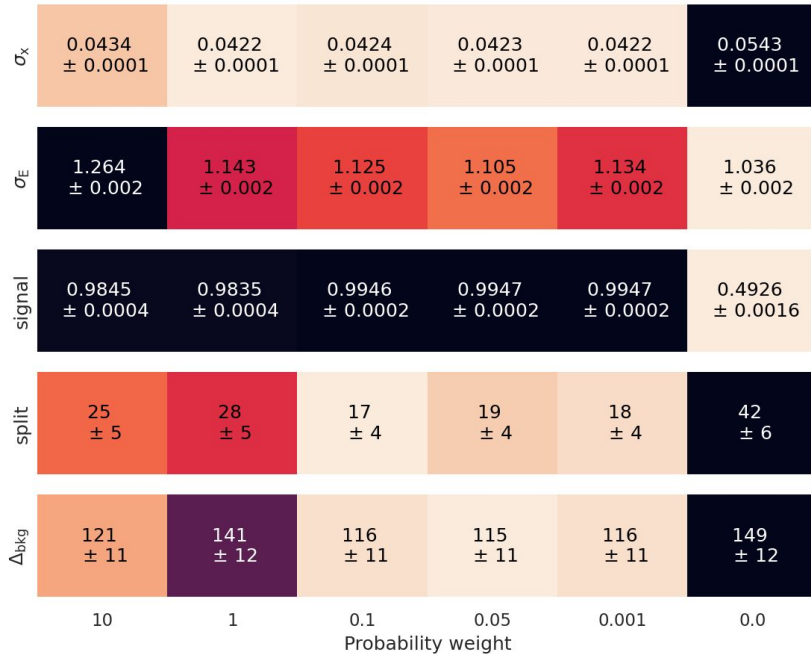 σx
0.0434 0.0422 0.0424 0.0423 0.0422 0.0543
± 0.0001 ± 0.0001 ± 0.0001 ± 0.0001 ± 0.0001 ± 0.0001
σE
1.264 1.143 1.125 1.105 1.134 1.036
± 0.002 ± 0.002 ± 0.002 ± 0.002 ± 0.002 ± 0.002
signal
0.9845 0.9835 0.9946 0.9947 0.9947 0.4926
± 0.0004 ± 0.0004 ± 0.0002 ± 0.0002 ± 0.0002 ± 0.0016
split
25 28 17 19 18 42
± 5 ± 5 ± 4 ± 4 ± 4 ± 6
Δbkg
121 141 116 115 116 149
± 11 ± 12 ± 11 ± 11 ± 11 ± 12
10 1 0.1 0.05 0.001 0.0
Probability weight